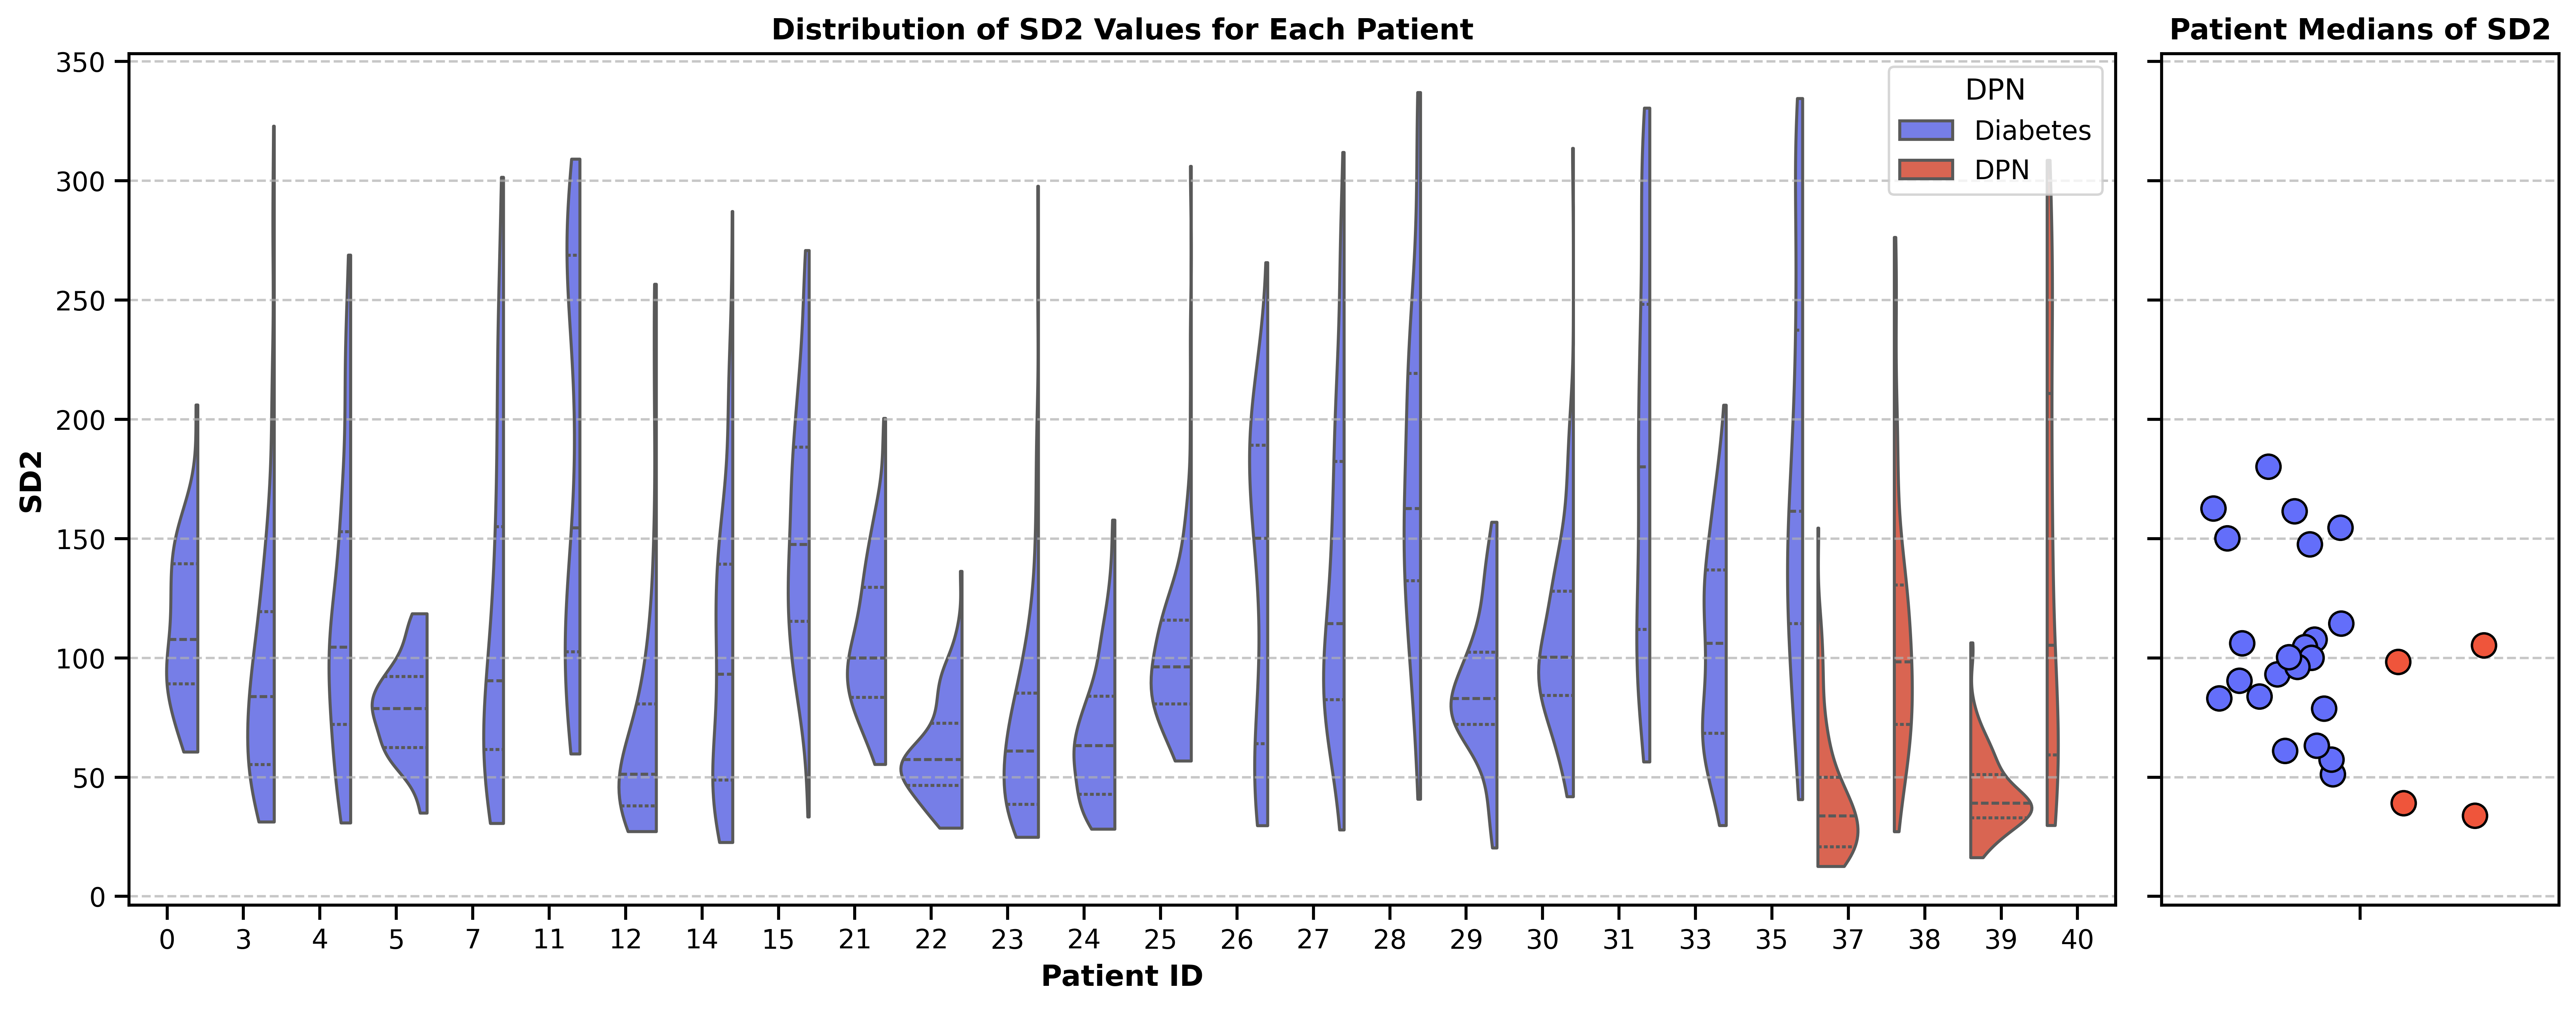 Distribution of SD2 Values for Each Patient
Patient Medians of SD2
350
300
250
200
150
100
50
0
SD2
DPN
Diabetes
DPN
0 3 4 5 7 11 12 14 15 21 22 23 24 25 26 27 28 29 30 31 33 35 37 38 39 40
Patient ID